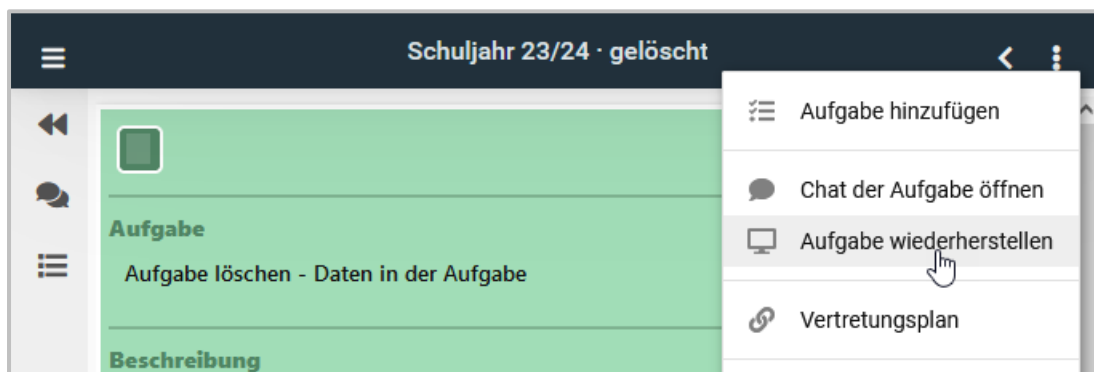 Schuljahr 23/24 · gelöscht
Aufgabe hinzufügen
Chat der Aufgabe öffnen
Aufgabe wiederherstellen
Vertretungsplan
Aufgabe
Aufgabe löschen - Daten in der Aufgabe
Beschreibung